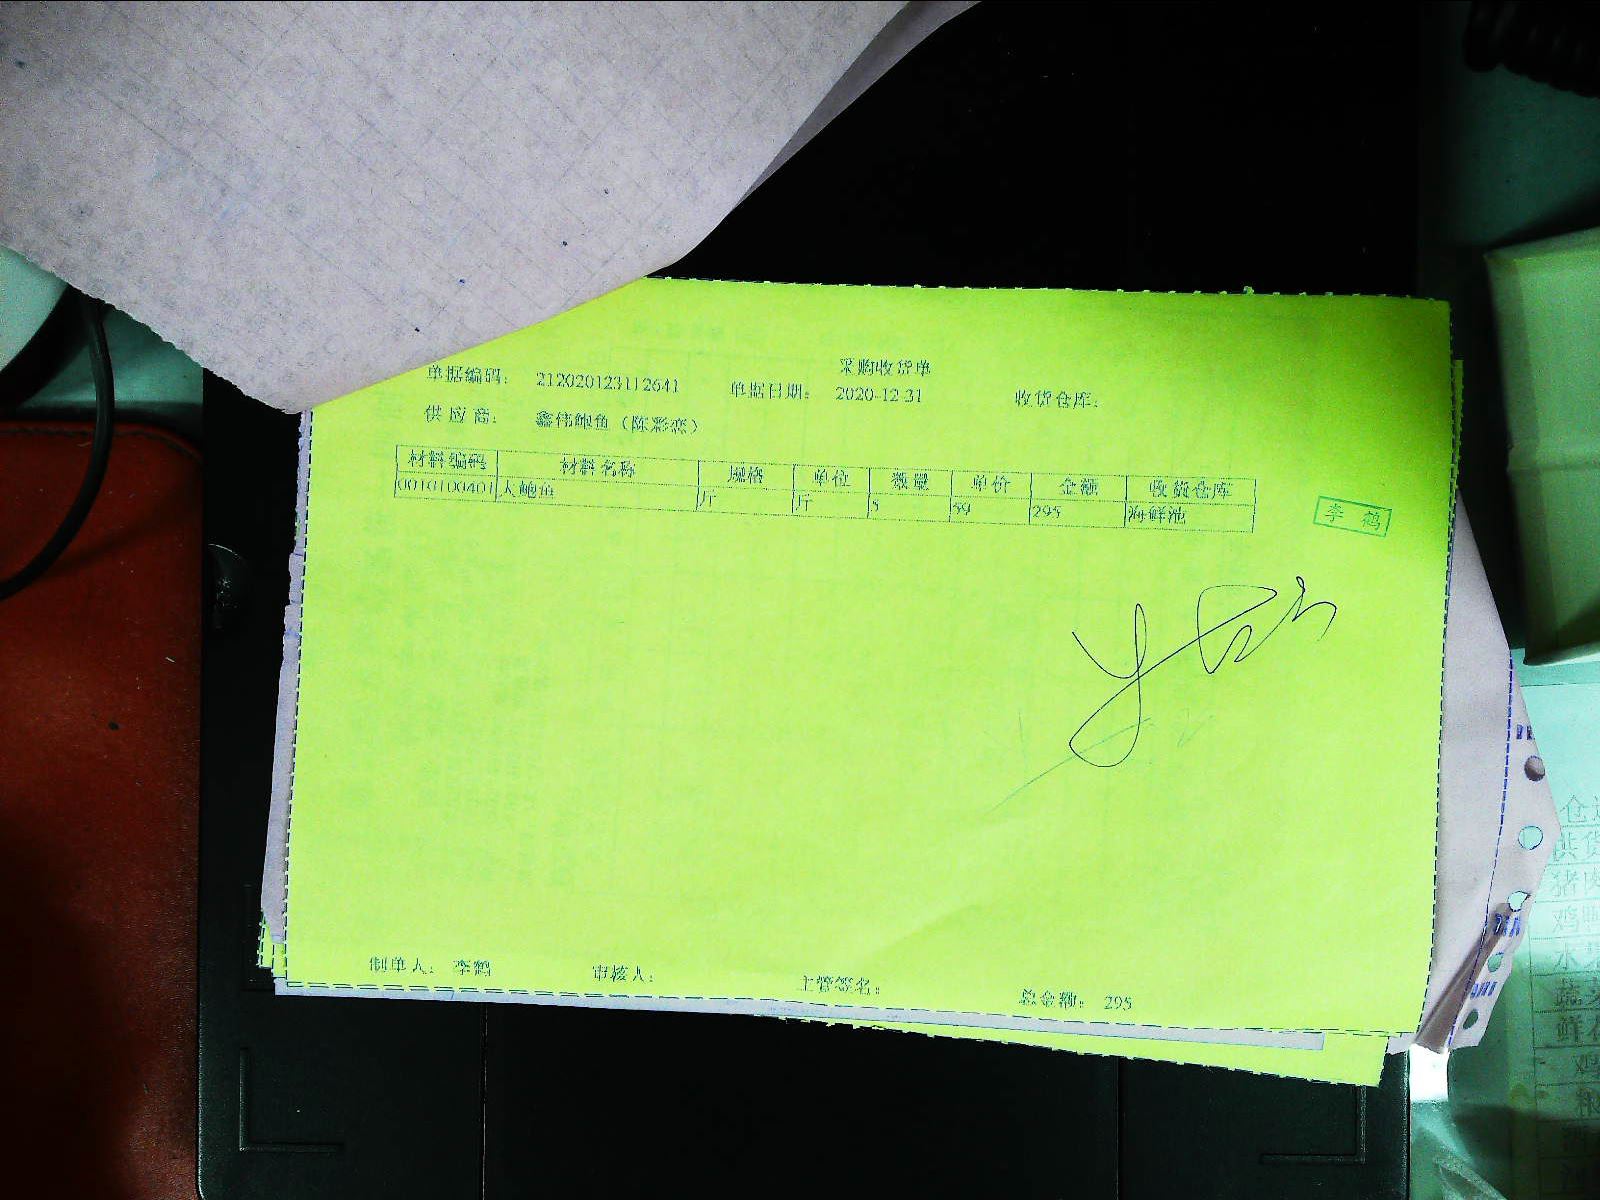 采购收货单
单据编码： 212020123112641 单据日期： 2020-12-31 收货仓库：
供应商： 鑫伟鲍鱼（陈彩恋）
材料编码 材料名称 规格 单位 数量 单价 金额 收货仓库
0010100401 大鲍鱼 斤 斤 5 59 295 海鲜池
李 鹤
制单人： 李鹤 审核人： 主管签名： 总金额： 295